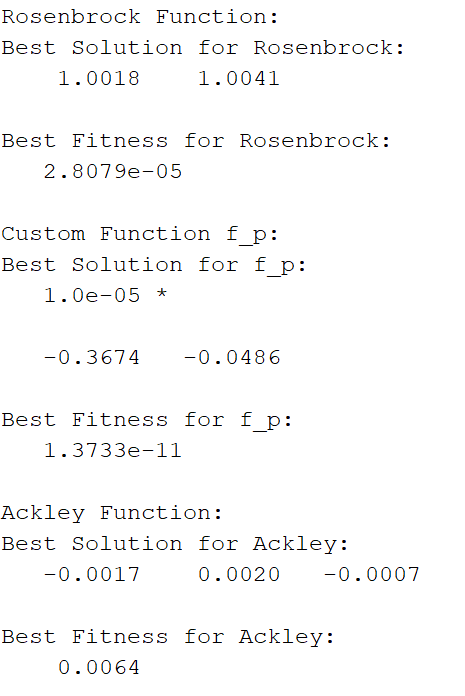 Rosenbrock Function:
Best Solution for Rosenbrock:
1.0018 1.0041
Best Fitness for Rosenbrock:
2.8079e-05
Custom Function f_p:
Best Solution for f_p:
1.0e-05 *
-0.3674 -0.0486
Best Fitness for f_p:
1.3733e-11
Ackley Function:
Best Solution for Ackley:
-0.0017 0.0020 -0.0007
Best Fitness for Ackley:
0.0064